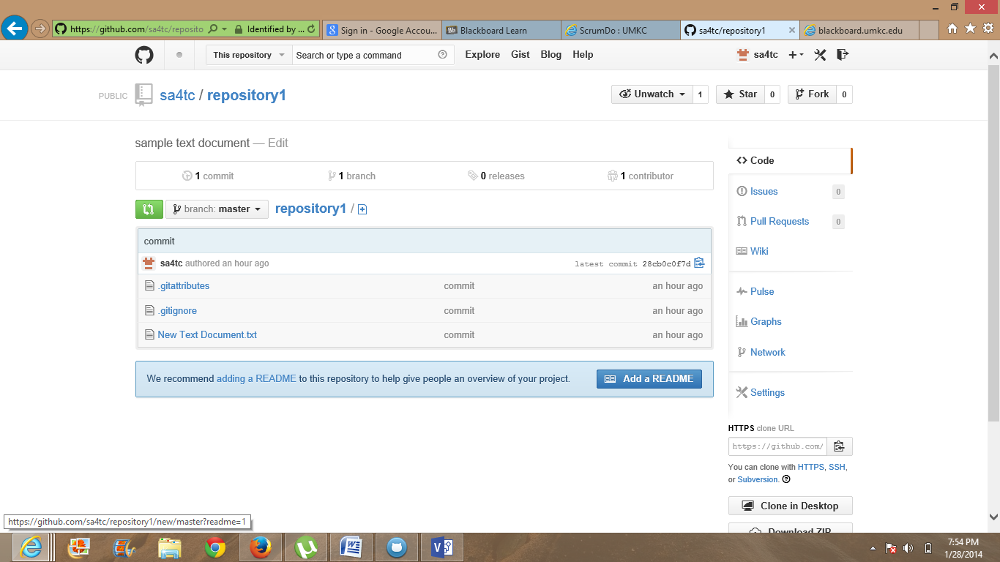 https://github.com/sa4tc/reposito
Identified by ...
Sign in - Google Accou...
Bb Blackboard Learn
ScrumDo : UMKC
sa4tc/repository1
blackboard.umkc.edu
This repository
Search or type a command
Explore
Gist
Blog
Help
sa4tc
PUBLIC
sa4tc / repository1
Unwatch
1
Star
0
Fork
0
sample text document — Edit
1 commit
1 branch
0 releases
1 contributor
branch: master
repository1 /
commit
sa4tc authored an hour ago
latest commit 28cb0c0f7d
.gitattributes
commit
an hour ago
.gitignore
commit
an hour ago
New Text Document.txt
commit
an hour ago
We recommend adding a README to this repository to help give people an overview of your project.
Add a README
Code
Issues
0
Pull Requests
0
Wiki
Pulse
Graphs
Network
Settings
HTTPS clone URL
https://github.com/
You can clone with HTTPS, SSH,
or Subversion.
Clone in Desktop
Download ZIP
https://github.com/sa4tc/repository1/new/master?readme=1
7:54 PM
1/28/2014